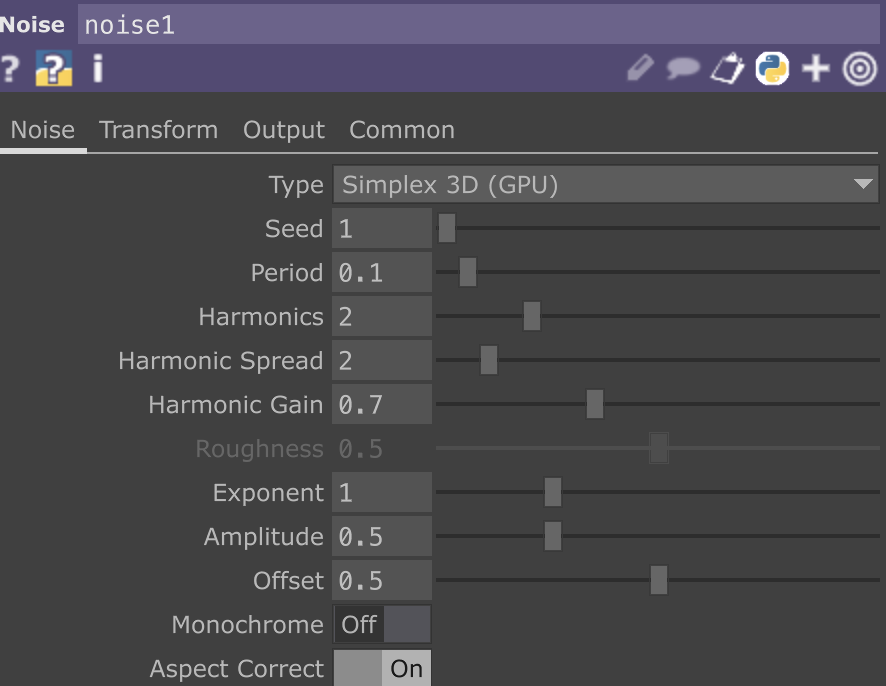 Noise noise1
? ? i
Noise Transform Output Common
Type Simplex 3D (GPU)
Seed 1
Period 0.1
Harmonics 2
Harmonic Spread 2
Harmonic Gain 0.7
Roughness 0.5
Exponent 1
Amplitude 0.5
Offset 0.5
Monochrome Off
Aspect Correct On